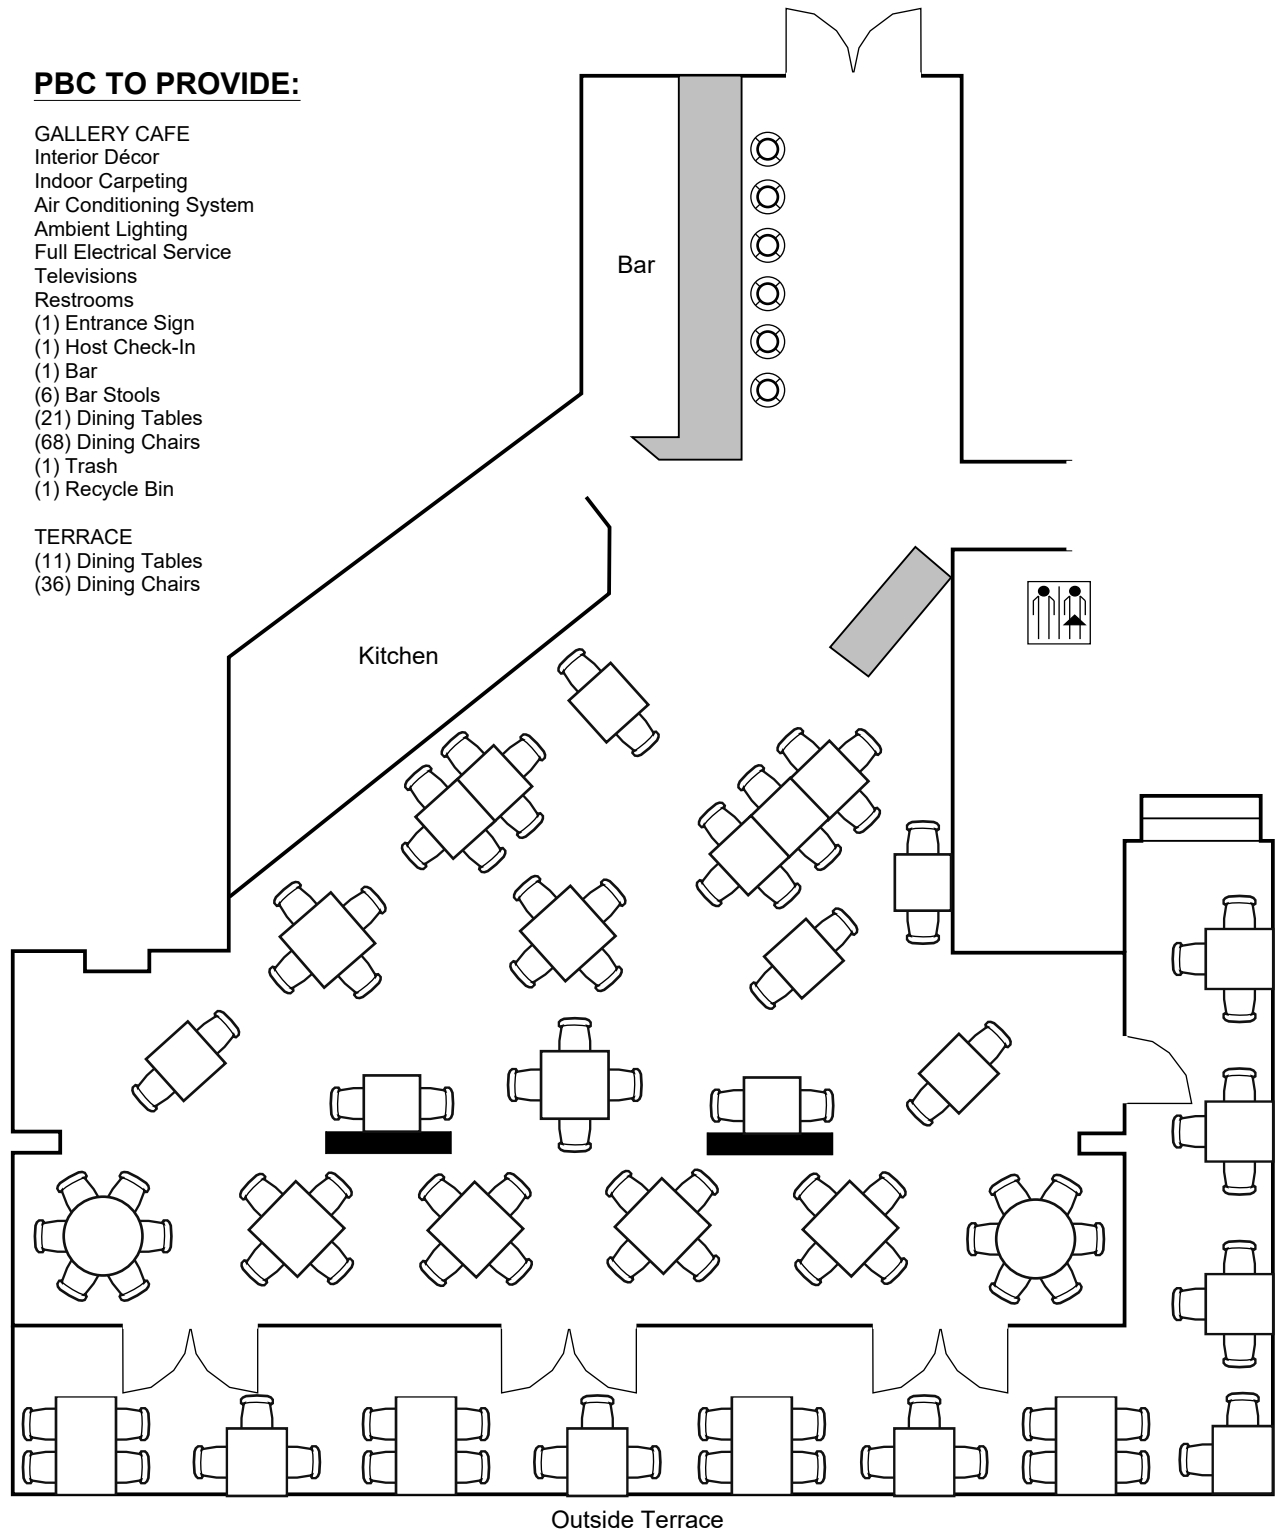 PBC TO PROVIDE:
GALLERY CAFE
Interior Décor
Indoor Carpeting
Air Conditioning System
Ambient Lighting
Full Electrical Service
Televisions
Restrooms
(1) Entrance Sign
(1) Host Check-In
(1) Bar
(6) Bar Stools
(21) Dining Tables
(68) Dining Chairs
(1) Trash
(1) Recycle Bin
TERRACE
(11) Dining Tables
(36) Dining Chairs
Bar
Kitchen
Outside Terrace